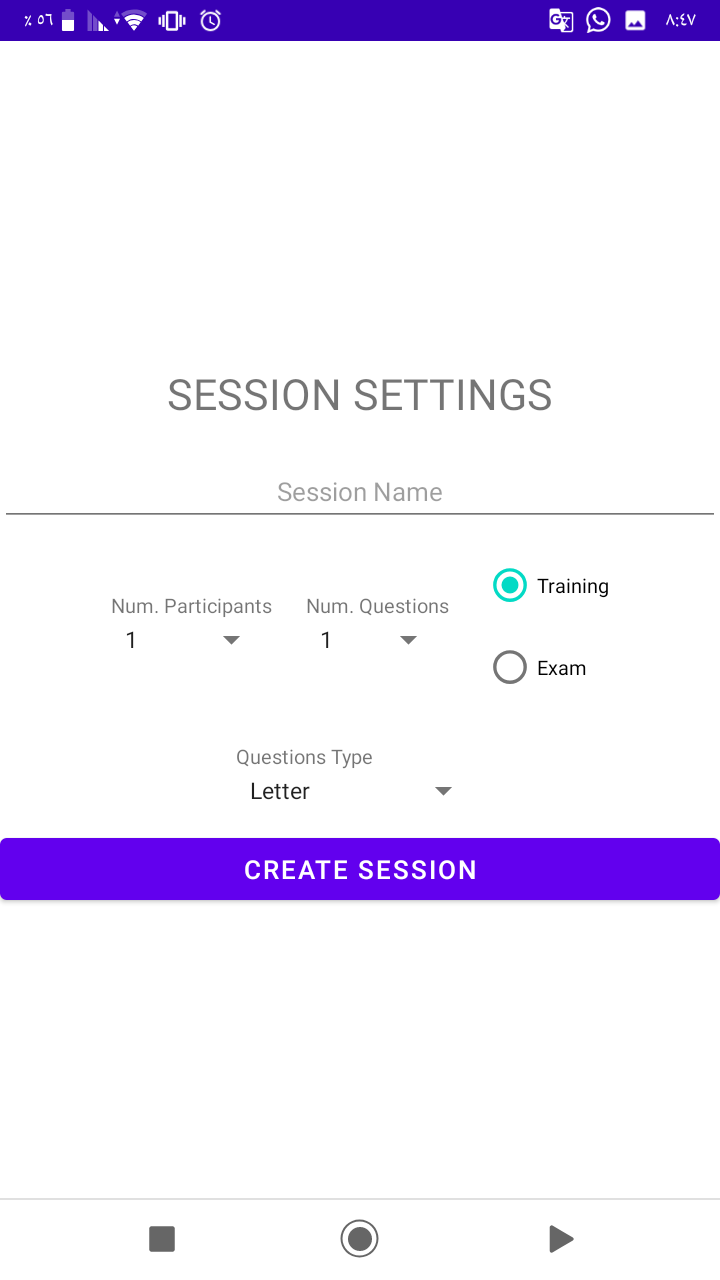 ٪ ٥٦ ٨:٤٧
SESSION SETTINGS
Session Name
Num. Participants Num. Questions Training
1 1
Exam
Questions Type
Letter
CREATE SESSION